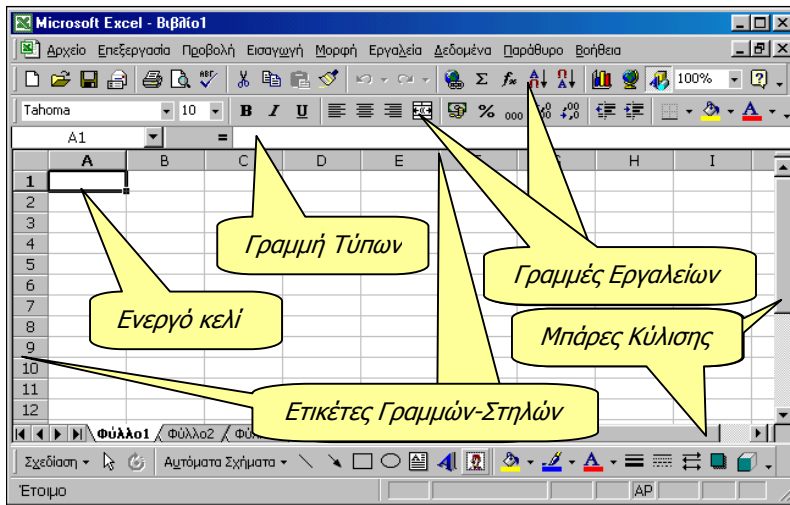 Microsoft Excel - Βιβλίο1
Αρχείο Επεξεργασία Προβολή Εισαγωγή Μορφή Εργαλεία Δεδομένα Παράθυρο Βοήθεια
100%
Tahoma 10 B I U % 000
A1 =
A B C D E H I
1
2
3
4
5
6
7
8
9
10
11
12
Γραμμή Τύπων
Γραμμές Εργαλείων
Ενεργό κελί
Μπάρες Κύλισης
Ετικέτες Γραμμών-Στηλών
Φύλλο1 Φύλλο2
Σχεδίαση Αυτόματα Σχήματα
Έτοιμο AP